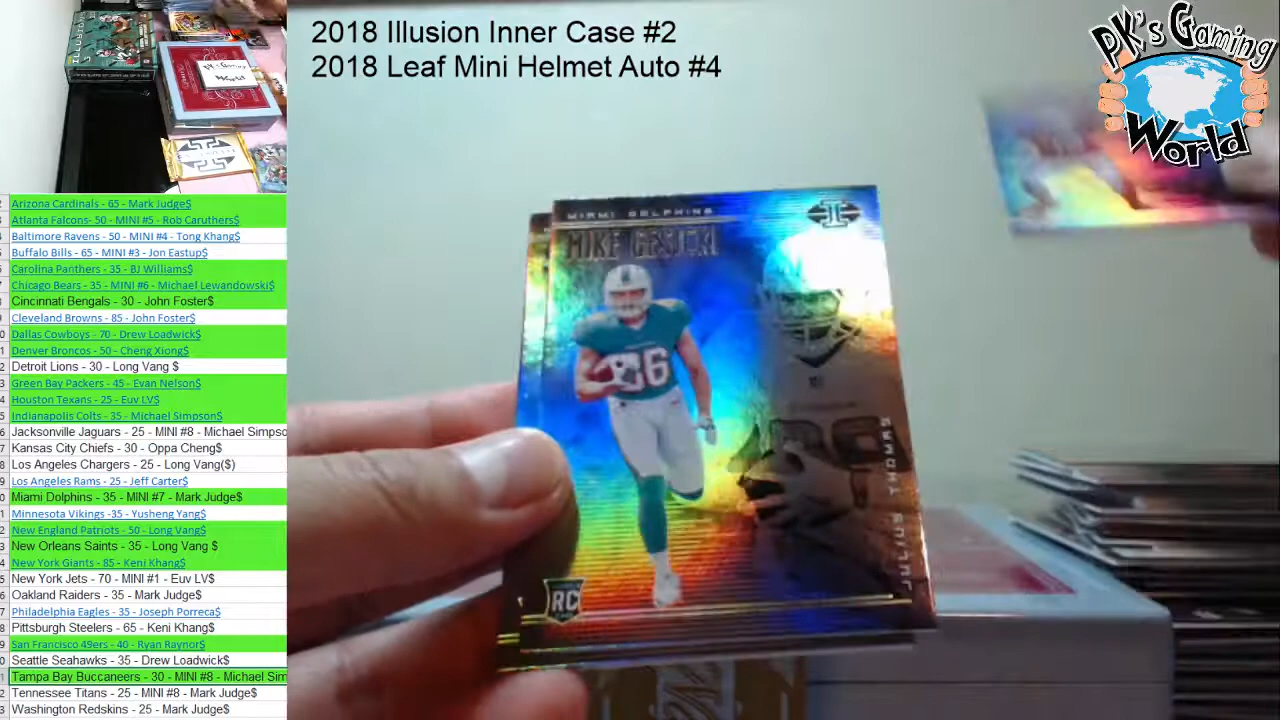 2018 Illusion Inner Case #2
2018 Leaf Mini Helmet Auto #4
PK's Gaming
World
Arizona Cardinals - 65 - Mark Judge$
Atlanta Falcons- 50 - MINI #5 - Rob Caruthers$
Baltimore Ravens - 50 - MINI #4 - Tong Khang$
Buffalo Bills - 65 - MINI #3 - Jon Eastup$
Carolina Panthers - 35 - BJ Williams$
Chicago Bears - 35 - MINI #6 - Michael Lewandowski$
Cincinnati Bengals - 30 - John Foster$
Cleveland Browns - 85 - John Foster$
Dallas Cowboys - 70 - Drew Loadwick$
Denver Broncos - 50 - Cheng Xiong$
Detroit Lions - 30 - Long Vang $
Green Bay Packers - 45 - Evan Nelson$
Houston Texans - 25 - Euv LV$
Indianapolis Colts - 35 - Michael Simpson$
Jacksonville Jaguars - 25 - MINI #8 - Michael Simpso
Kansas City Chiefs - 30 - Oppa Cheng$
Los Angeles Chargers - 25 - Long Vang($)
Los Angeles Rams - 25 - Jeff Carter$
Miami Dolphins - 35 - MINI #7 - Mark Judge$
Minnesota Vikings -35 - Yusheng Yang$
New England Patriots - 50 - Long Vang$
New Orleans Saints - 35 - Long Vang $
New York Giants - 85 - Keni Khang$
New York Jets - 70 - MINI #1 - Euv LV$
Oakland Raiders - 35 - Mark Judge$
Philadelphia Eagles - 35 - Joseph Porreca$
Pittsburgh Steelers - 65 - Keni Khang$
San Francisco 49ers - 40 - Ryan Raynor$
Seattle Seahawks - 35 - Drew Loadwick$
Tampa Bay Buccaneers - 30 - MINI #8 - Michael Sim
Tennessee Titans - 25 - MINI #8 - Mark Judge$
Washington Redskins - 25 - Mark Judge$
MIAMI DOLPHINS
MIKE GESICKI
86
JULIUS THOMAS
RC